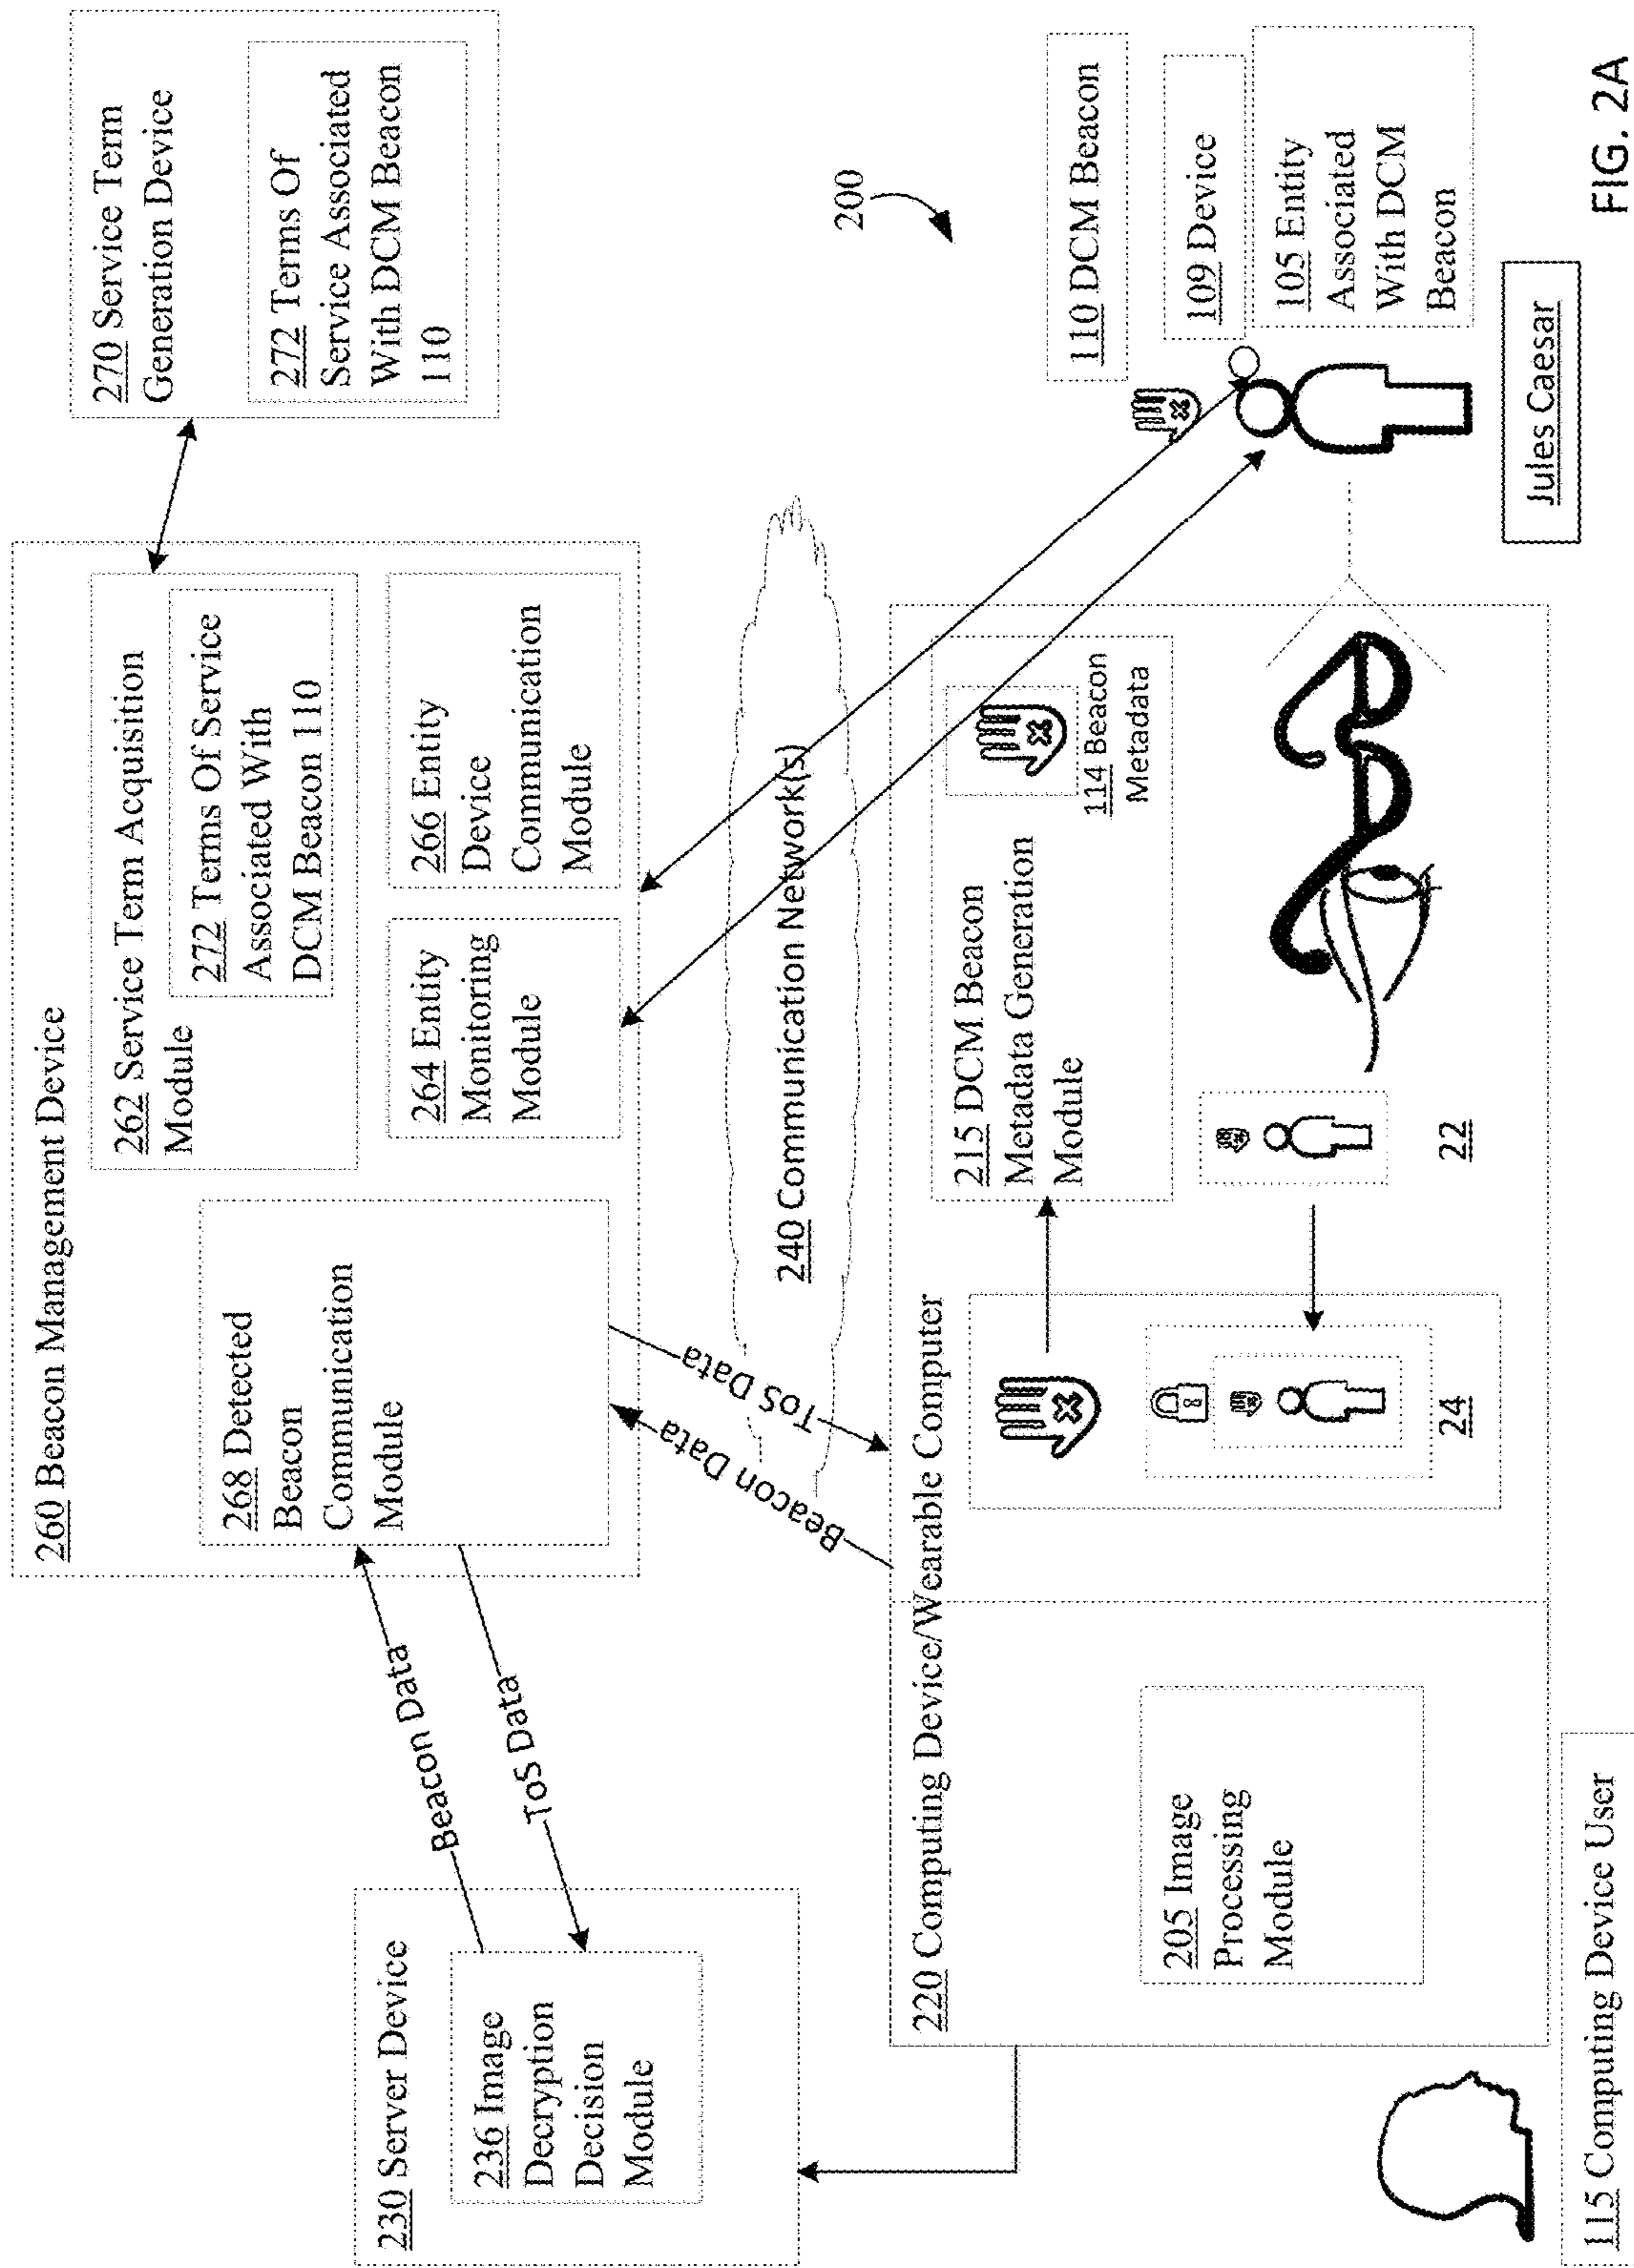 260 Beacon Management Device
270 Service Term
Generation Device
272 Terms Of
Service Associated
With DCM Beacon
110
262 Service Term Acquisition
Module
272 Terms Of Service
Associated With
DCM Beacon 110
268 Detected
Beacon
Communication
Module
264 Entity
Monitoring
Module
266 Entity
Device
Communication
Module
230 Server Device
236 Image
Decryption
Decision
Module
Beacon Data
ToS Data
Beacon Data
ToS Data
240 Communication Network(s)
200
220 Computing Device/Wearable Computer
205 Image
Processing
Module
215 DCM Beacon
Metadata Generation
Module
114 Beacon
Metadata
24
22
110 DCM Beacon
109 Device
105 Entity
Associated
With DCM
Beacon
Jules Caesar
115 Computing Device User
FIG. 2A